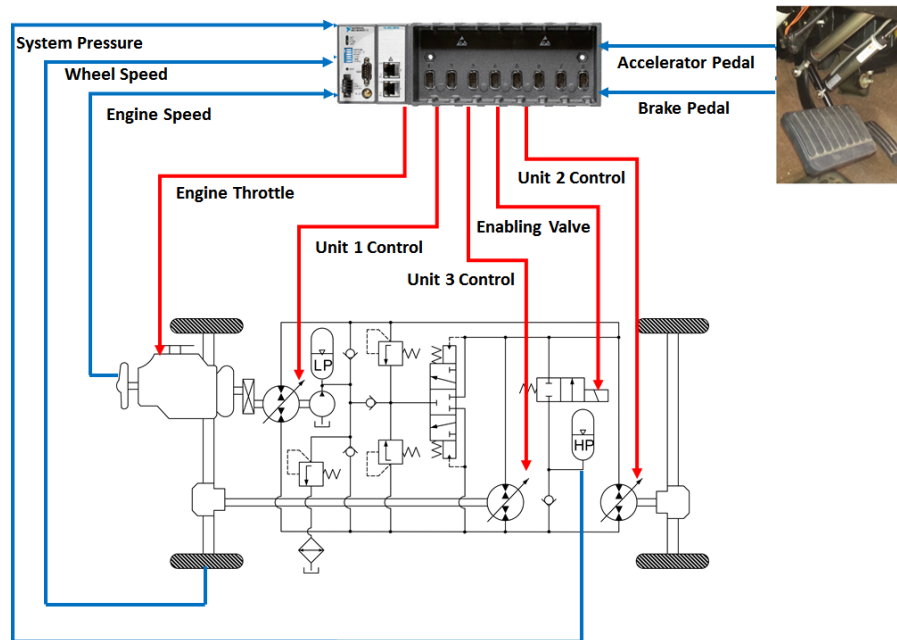 System Pressure
Wheel Speed
Engine Speed
Accelerator Pedal
Brake Pedal
Engine Throttle
Unit 1 Control
Unit 3 Control
Enabling Valve
Unit 2 Control
LP
HP